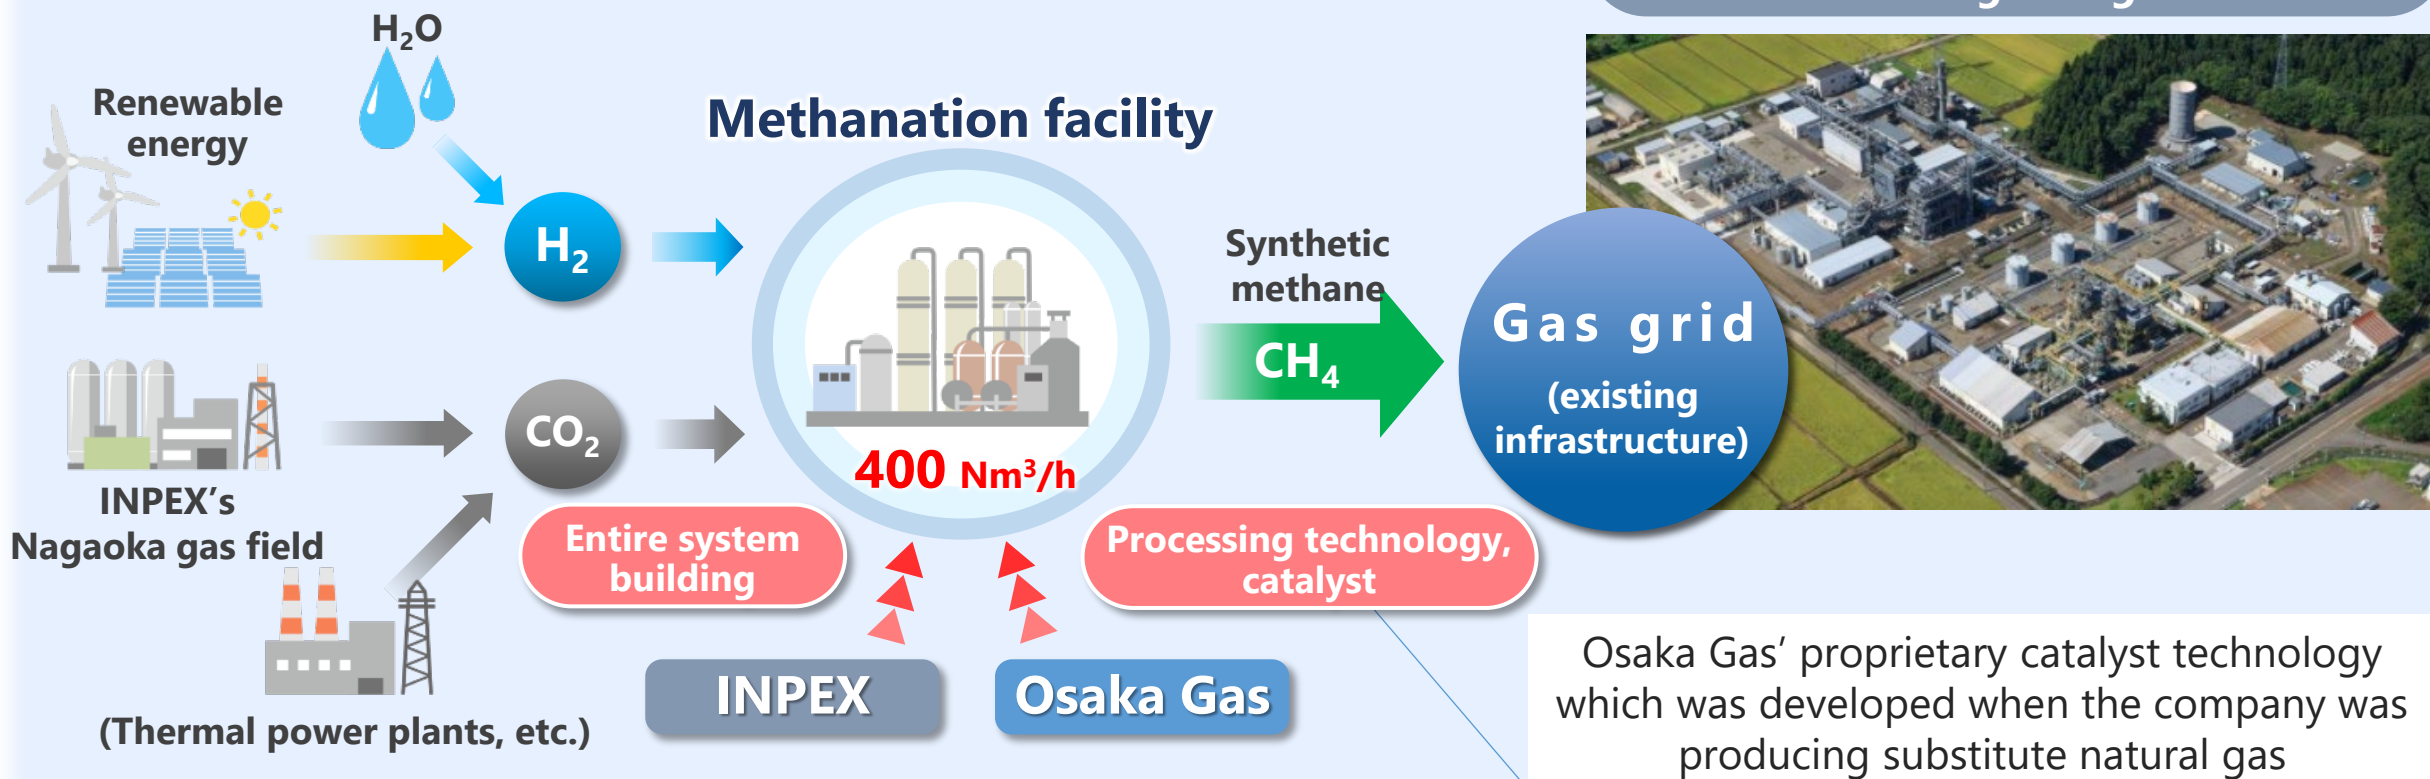 H₂O
Renewable
energy
Methanation facility
H₂
Synthetic
methane
CH₄
Gas grid
(existing
infrastructure)
CO₂
400 Nm³/h
INPEX’s
Nagaoka gas field
Entire system
building
Processing technology,
catalyst
INPEX
Osaka Gas
(Thermal power plants, etc.)
Osaka Gas’ proprietary catalyst technology
which was developed when the company was
producing substitute natural gas